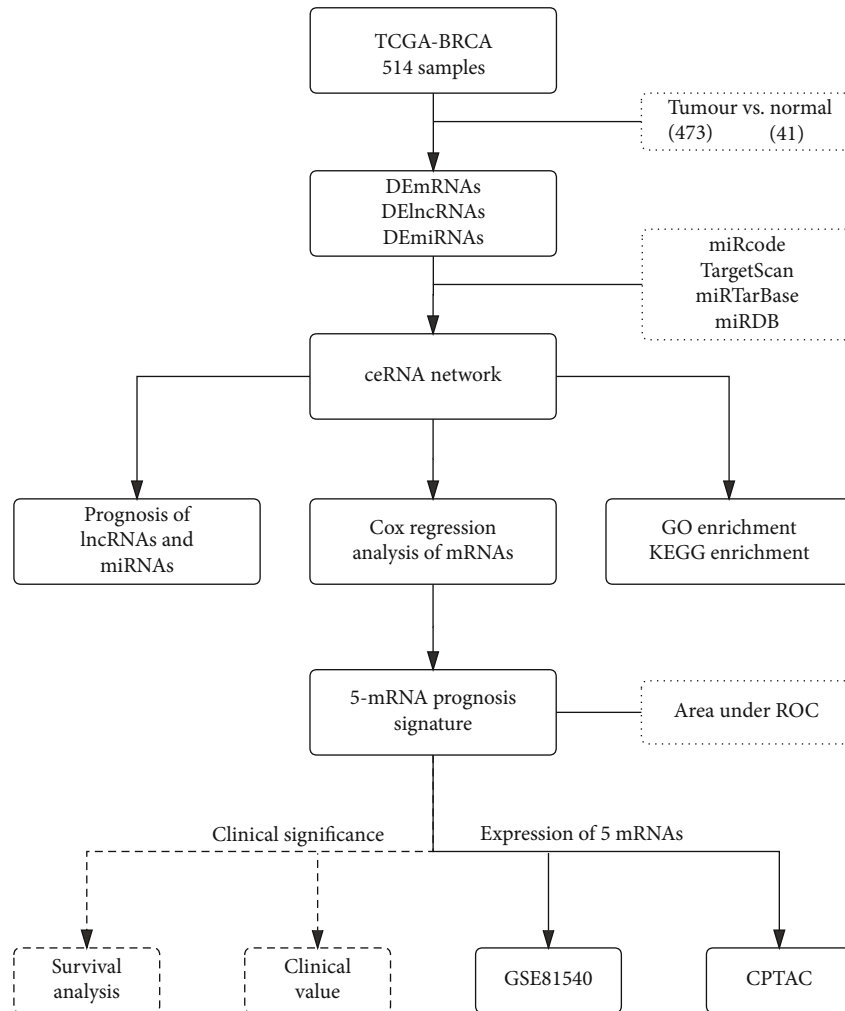 TCGA-BRCA
514 samples
Tumour vs. normal
(473) (41)
DEmRNAs
DElncRNAs
DEmiRNAs
miRcode
TargetScan
miRTarBase
miRDB
ceRNA network
Prognosis of
lncRNAs and
miRNAs
Cox regression
analysis of mRNAs
GO enrichment
KEGG enrichment
5-mRNA prognosis
signature
Area under ROC
Clinical significance
Expression of 5 mRNAs
Survival
analysis
Clinical
value
GSE81540
CPTAC